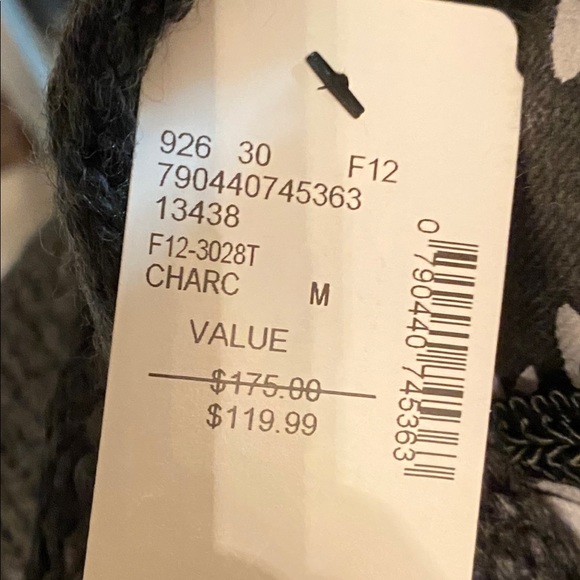 926 30 F12
790440745363
13438
F12-3028T
CHARC M
VALUE
$175.00
$119.99
0 790440 745363